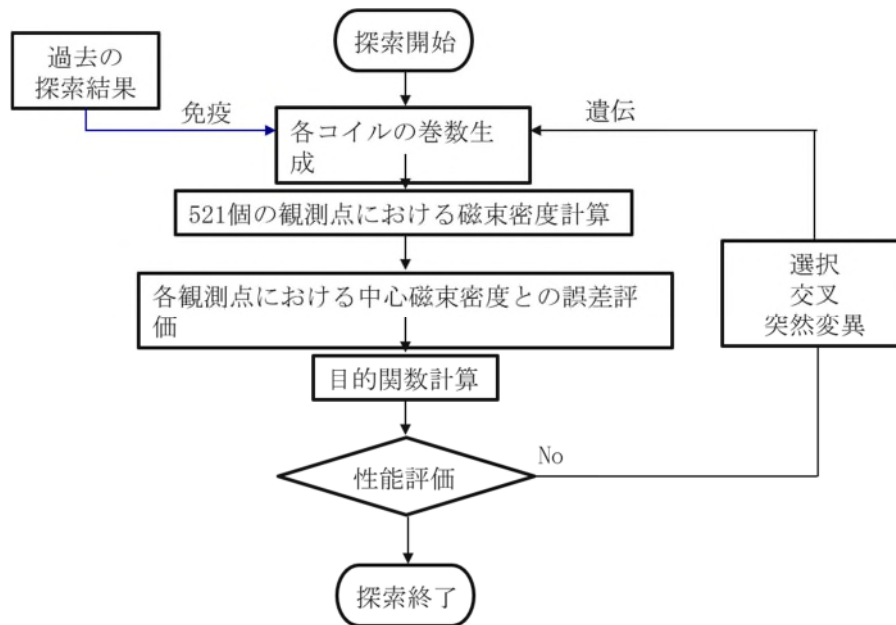 探索開始
過去の
探索結果
免疫
遺伝
各コイルの巻数生
成
521個の観測点における磁束密度計算
選択
交叉
突然変異
各観測点における中心磁束密度との誤差評
価
目的関数計算
性能評価
No
探索終了